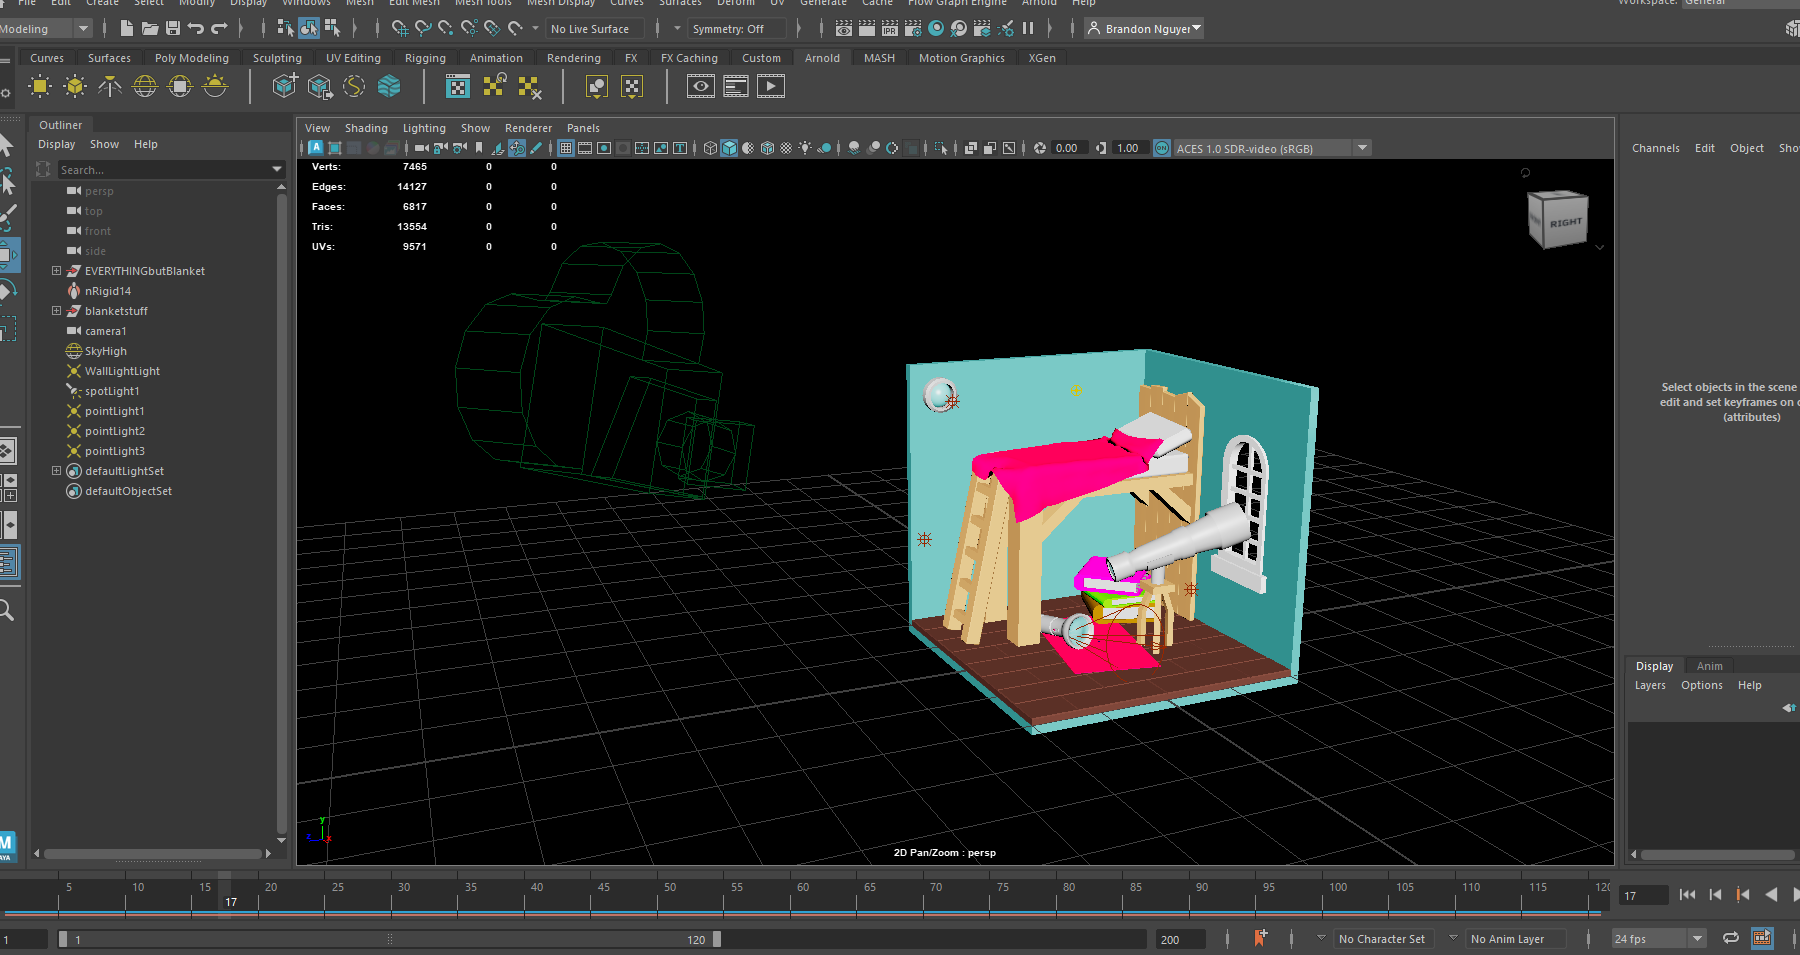 File Edit Create Select Modify Display Windows Mesh Edit Mesh Mesh Tools Mesh Display Curves Surfaces Deform UV Generate Cache Flow Graph Engine Arnold Help Workspace: General
Modeling No Live Surface Symmetry: Off IPR Brandon Nguyen
Curves Surfaces Poly Modeling Sculpting UV Editing Rigging Animation Rendering FX FX Caching Custom Arnold MASH Motion Graphics XGen
Outliner
Display Show Help
Search...
persp
top
front
side
EVERYTHINGbutBlanket
nRigid14
blanketstuff
camera1
SkyHigh
WallLightLight
spotLight1
pointLight1
pointLight2
pointLight3
defaultLightSet
defaultObjectSet
View Shading Lighting Show Renderer Panels
0.00 1.00 ON ACES 1.0 SDR-video (sRGB)
Verts: 7465 0 0
Edges: 14127 0 0
Faces: 6817 0 0
Tris: 13554 0 0
UVs: 9571 0 0
RIGHT
y
z x
2D Pan/Zoom : persp
Channels Edit Object Sho
Select objects in the scene
edit and set keyframes on
(attributes)
Display Anim
Layers Options Help
M
5 10 15 20 25 30 35 40 45 50 55 60 65 70 75 80 85 90 95 100 105 110 115 120
17
17
1 1 120 200 No Character Set No Anim Layer 24 fps